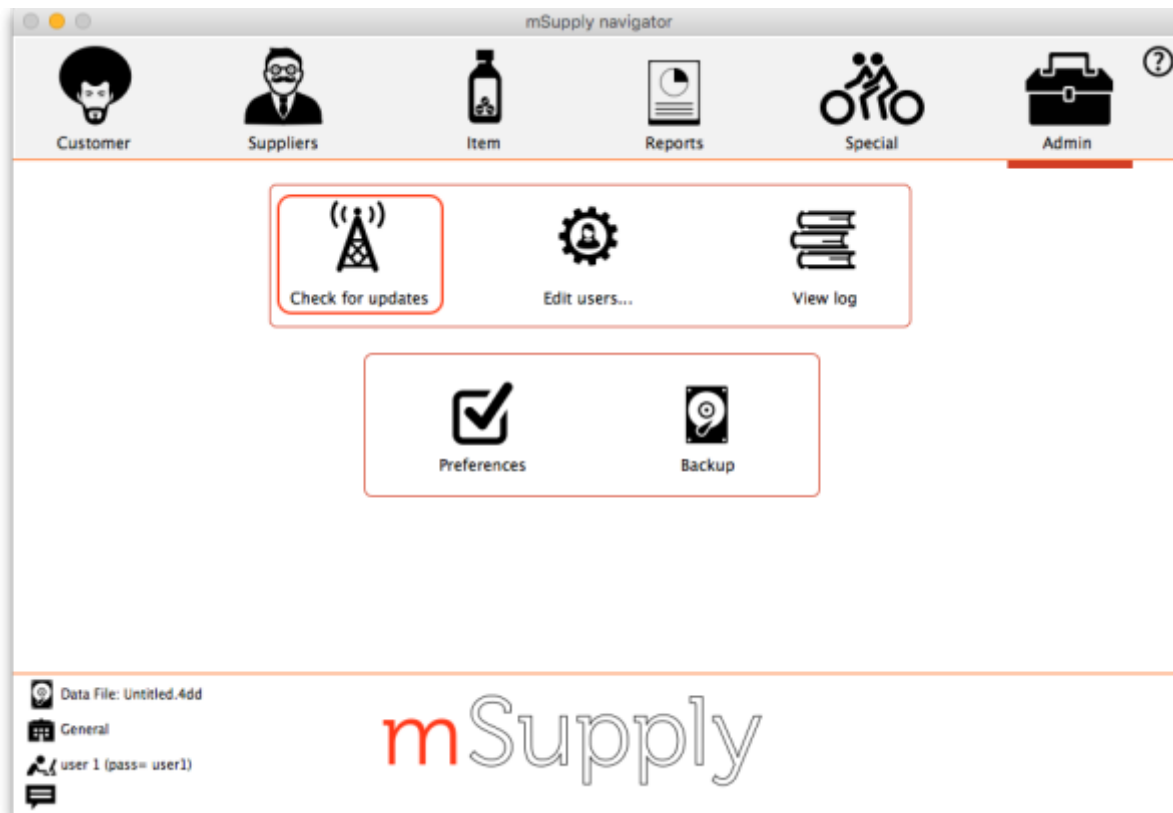 mSupply navigator
Customer Suppliers Item Reports Special Admin ?
Check for updates Edit users... View log
Preferences Backup
Data File: Untitled.4dd
General
user 1 (pass= user1)
mSupply